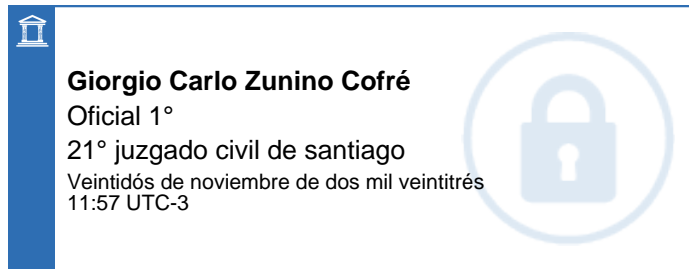 Giorgio Carlo Zunino Cofré
Oficial 1°
21° juzgado civil de santiago
Veintidós de noviembre de dos mil veintitrés
11:57 UTC-3